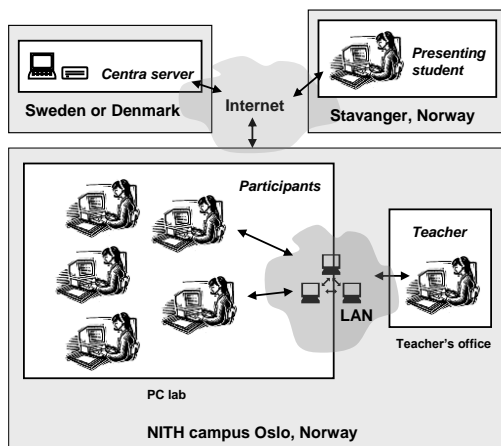 Centra server
Sweden or Denmark
Internet
Presenting
student
Stavanger, Norway
Participants
LAN
Teacher
Teacher's office
PC lab
NITH campus Oslo, Norway